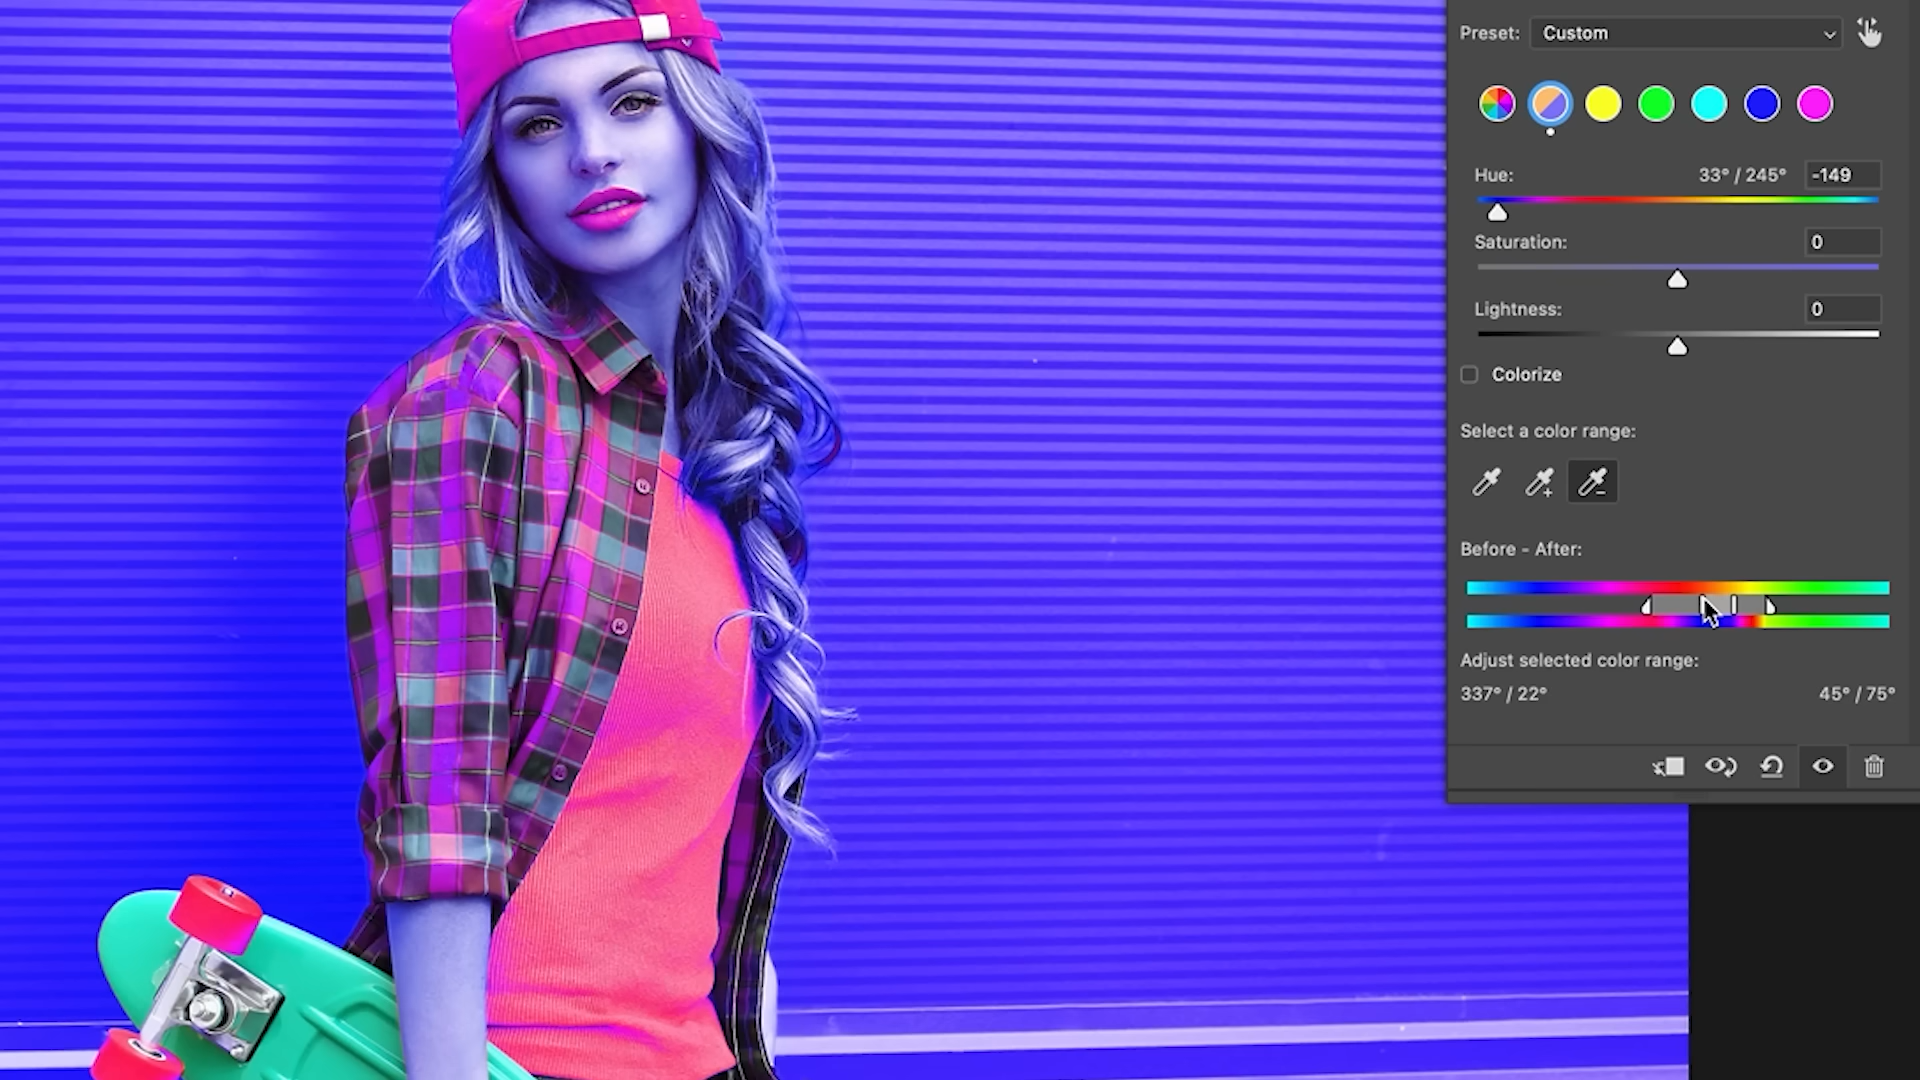 Preset: Custom
Hue: 33° / 245° -149
Saturation: 0
Lightness: 0
Colorize
Select a color range:
Before - After:
Adjust selected color range:
337° / 22° 45° / 75°